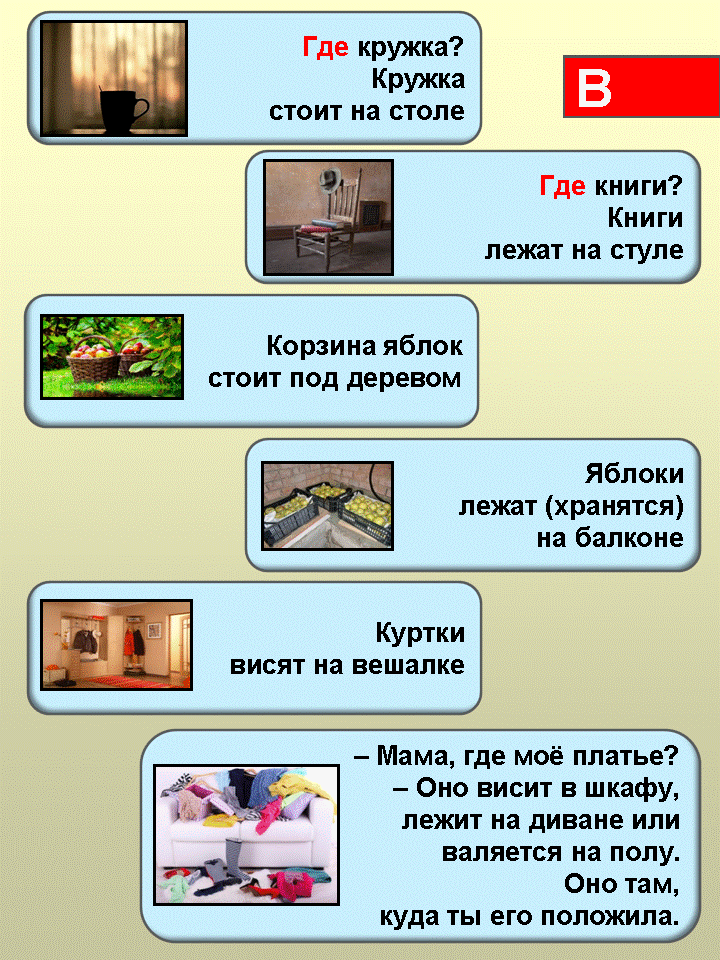 Где кружка?
Кружка
стоит на столе
В
Где книги?
Книги
лежат на стуле
Корзина яблок
стоит под деревом
Яблоки
лежат (хранятся)
на балконе
Куртки
висят на вешалке
– Мама, где моё платье?
– Оно висит в шкафу,
лежит на диване или
валяется на полу.
Оно там,
куда ты его положила.